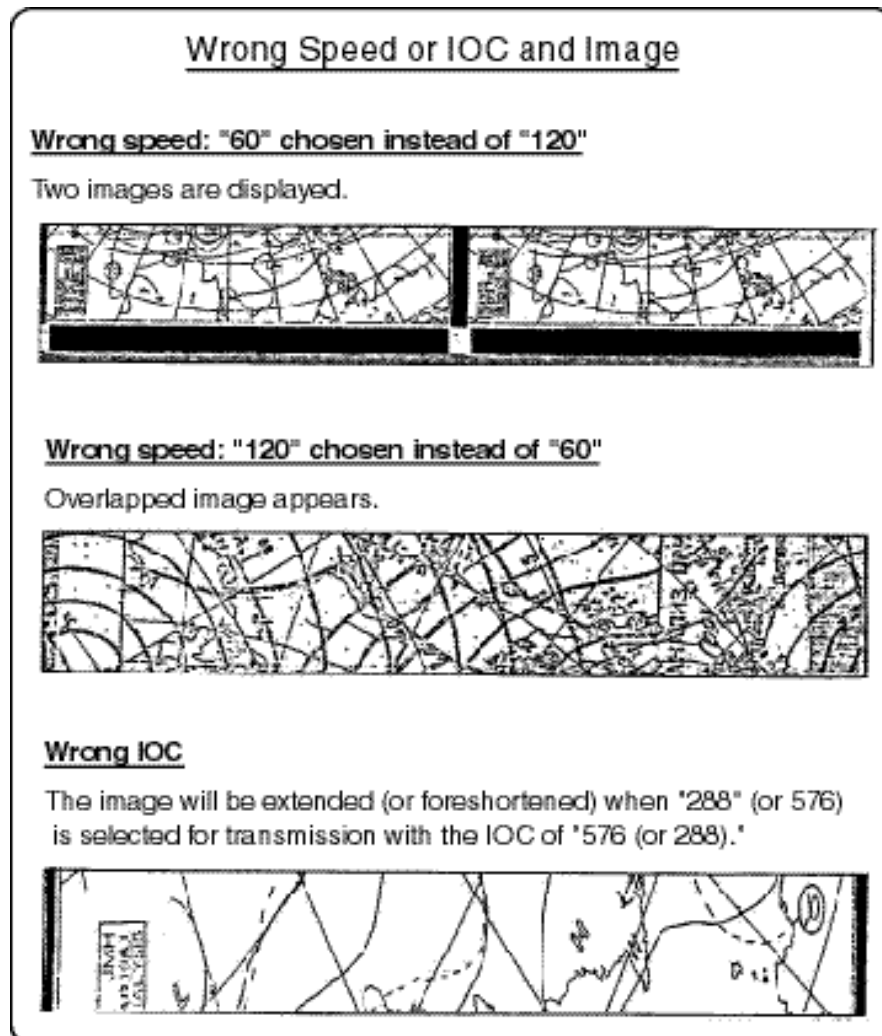 Wrong Speed or IOC and Image
Wrong speed: "60" chosen instead of "120"
Two images are displayed.
Wrong speed: "120" chosen instead of "60"
Overlapped image appears.
Wrong IOC
The image will be extended (or foreshortened) when "288" (or 576)
is selected for transmission with the IOC of "576 (or 288)."
JMH